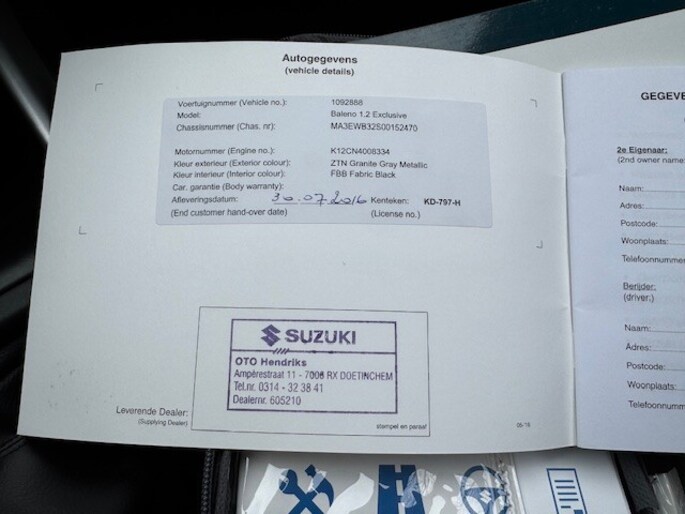 Autogegevens
(vehicle details)
Voertuignummer (Vehicle no.): 1092888
Model: Baleno 1.2 Exclusive
Chassisnummer (Chas. nr): MA3EWB32S00152470
Motornummer (Engine no.): K12CN4008334
Kleur exterieur (Exterior colour): ZTN Granite Gray Metallic
Kleur interieur (Interior colour): FBB Fabric Black
Car. garantie (Body warranty):
Afleveringsdatum: 30.07.2016 Kenteken: KD-797-H
(End customer hand-over date) (License no.)
SUZUKI
OTO Hendriks
Ampèrestraat 11 - 7006 RX DOETINCHEM
Tel.nr. 0314 - 32 38 41
Dealernr. 605210
Leverende Dealer:
(Supplying Dealer)
stempel en paraaf
05-'16
GEGEVE
2e Eigenaar:
(2nd owner name:
Naam:
Adres:
Postcode:
Woonplaats:
Telefoonnummer
Berijder:
(driver.)
Naam:
Adres:
Postcode:
Woonplaats:
Telefoonnumm